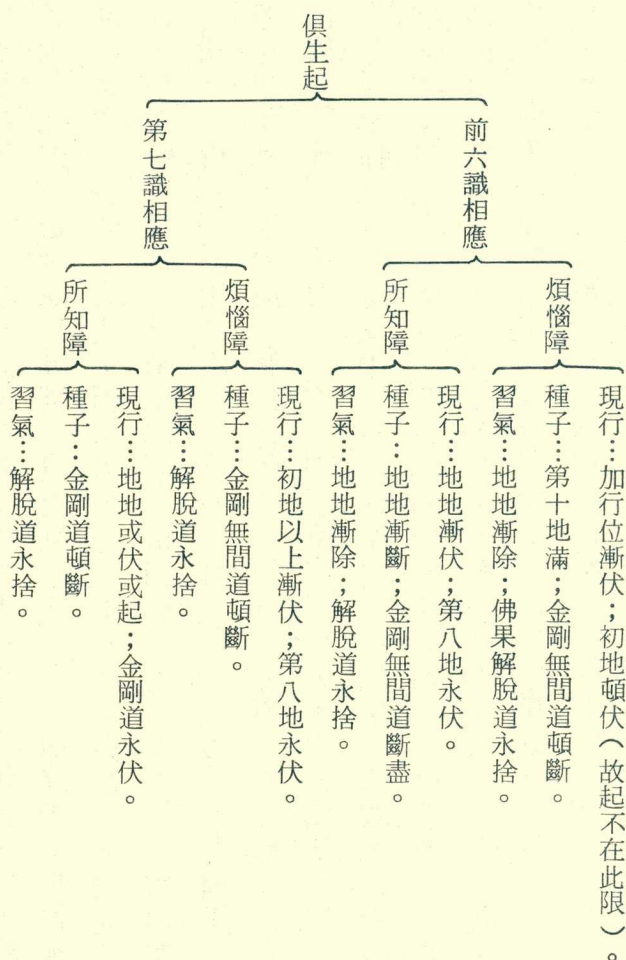 俱生起
前六識相應
煩惱障
現行…加行位漸伏；初地頓伏（故起不在此限）。
種子…第十地滿；金剛無間道頓斷。
習氣…地地漸除；佛果解脫道永捨。
所知障
現行…地地漸伏；第八地永伏。
種子…地地漸斷；金剛無間道斷盡。
習氣…地地漸除；解脫道永捨。
第七識相應
煩惱障
現行…初地以上漸伏；第八地永伏。
種子…金剛無間道頓斷。
習氣…解脫道永捨。
所知障
現行…地地或伏或起；金剛道永伏。
種子…金剛道頓斷。
習氣…解脫道永捨。